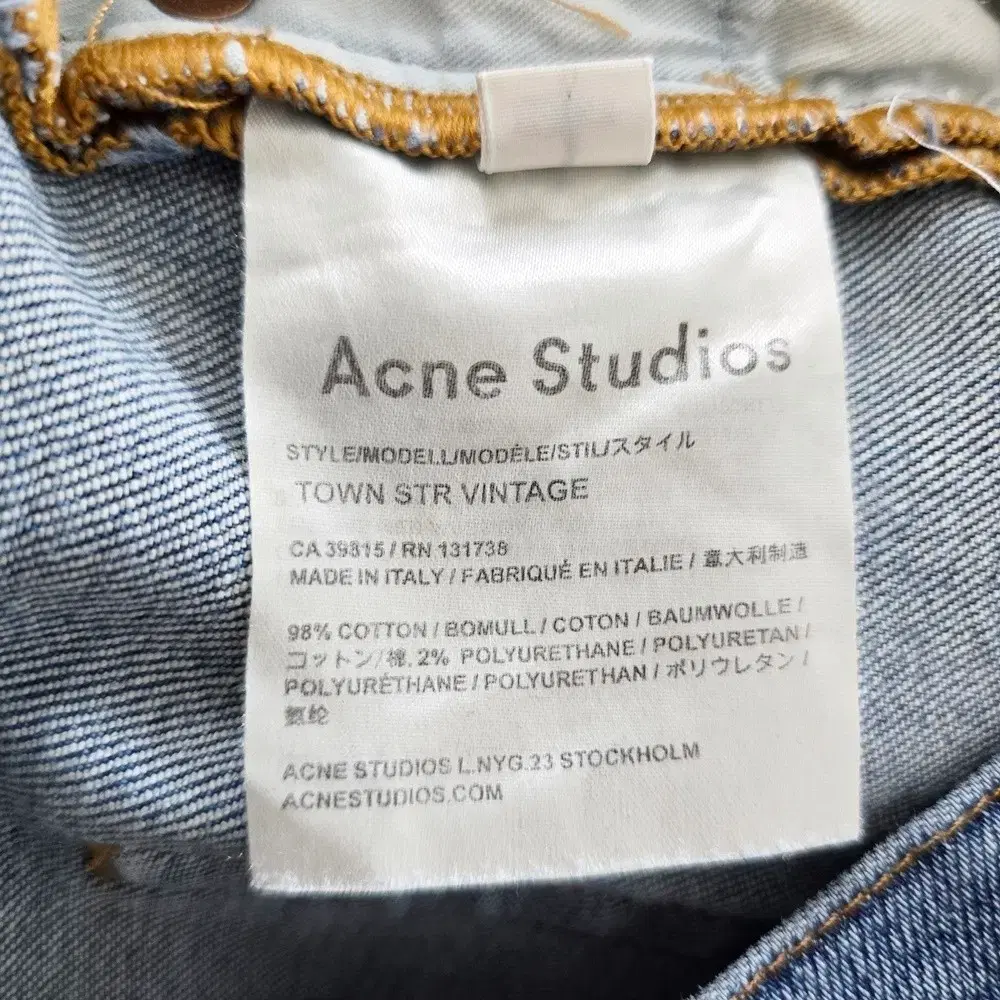 Acne Studios
STYLE/MODELL/MODÈLE/STIL/スタイル
TOWN STR VINTAGE
CA 39815 / RN 131738
MADE IN ITALY / FABRIQUÉ EN ITALIE / 意大利制造
98% COTTON / BOMULL / COTON / BAUMWOLLE /
コットン/棉, 2% POLYURETHANE / POLYURETAN /
POLYURÉTHANE / POLYURETHAN / ポリウレタン /
氨纶
ACNE STUDIOS L.NYG.23 STOCKHOLM
ACNESTUDIOS.COM